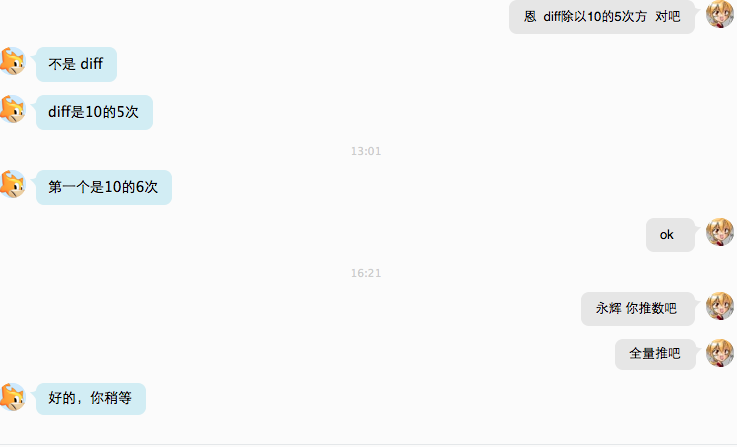 恩 diff除以10的5次方 对吧
不是 diff
diff是10的5次
13:01
第一个是10的6次
ok
16:21
永辉 你推数吧
全量推吧
好的，你稍等